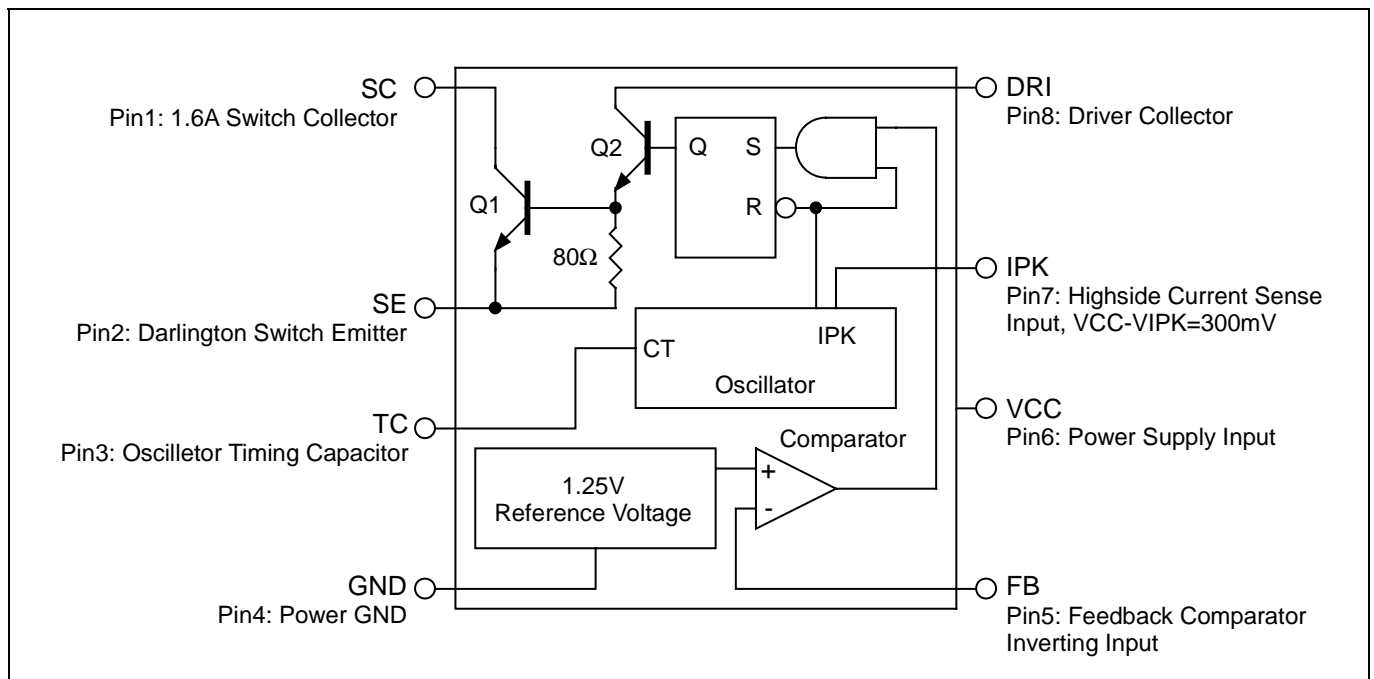 SC
Pin1: 1.6A Switch Collector
DRI
Pin8: Driver Collector
Q2
Q
S
R
Q1
80Ω
SE
Pin2: Darlington Switch Emitter
IPK
Pin7: Highside Current Sense
Input, VCC-VIPK=300mV
CT
IPK
Oscillator
TC
Pin3: Oscilletor Timing Capacitor
VCC
Pin6: Power Supply Input
Comparator
1.25V
Reference Voltage
+
-
GND
Pin4: Power GND
FB
Pin5: Feedback Comparator
Inverting Input